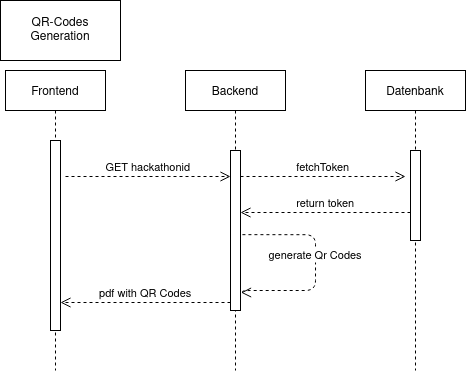 QR-Codes
Generation
Frontend
Backend
Datenbank
GET hackathonid
fetchToken
return token
generate Qr Codes
pdf with QR Codes